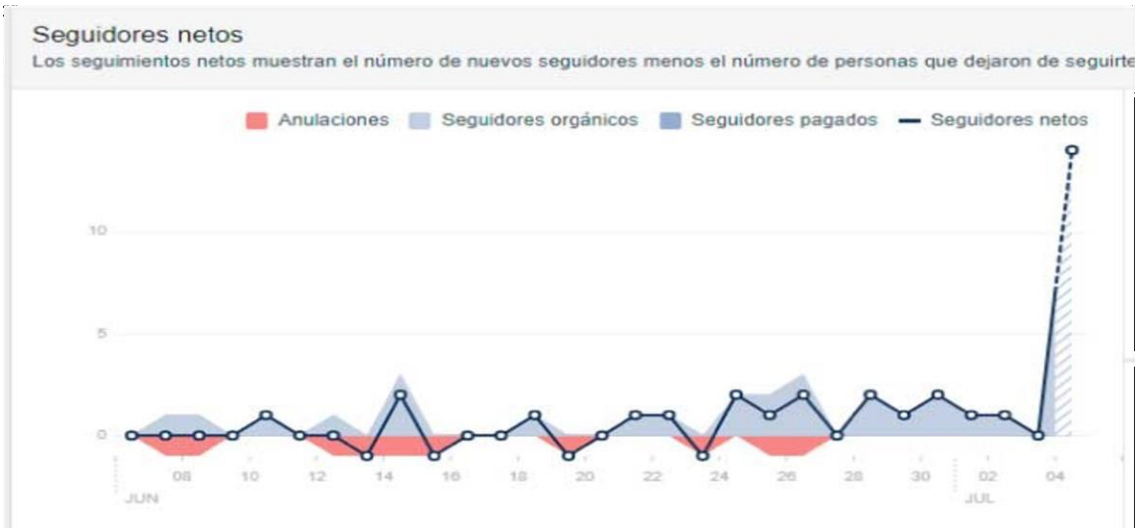 Seguidores netos
Los seguimientos netos muestran el número de nuevos seguidores menos el número de personas que dejaron de seguirte
Anulaciones Seguidores orgánicos Seguidores pagados Seguidores netos
10
5
0
08 10 12 14 16 18 20 22 24 26 28 30 02 04
JUN JUL